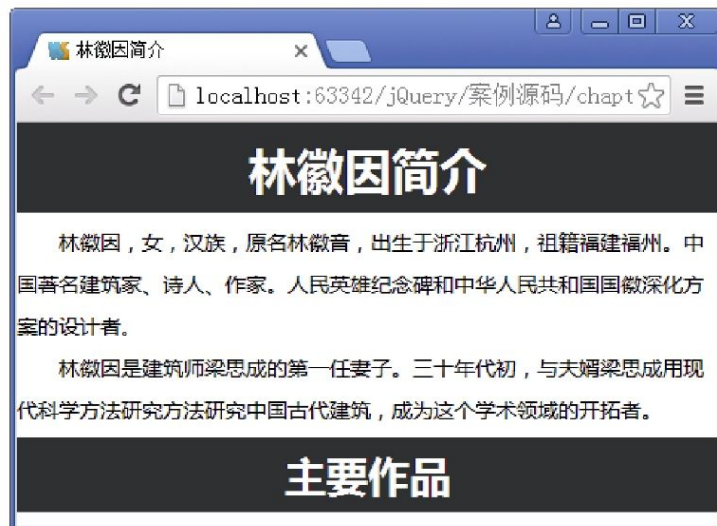 林徽因简介
localhost:63342/jQuery/案例源码/chapt
林徽因简介
林徽因，女，汉族，原名林徽音，出生于浙江杭州，祖籍福建福州。中
国著名建筑家、诗人、作家。人民英雄纪念碑和中华人民共和国国徽深化方
案的设计者。
林徽因是建筑师梁思成的第一任妻子。三十年代初，与夫婿梁思成用现
代科学方法研究方法研究中国古代建筑，成为这个学术领域的开拓者。
主要作品